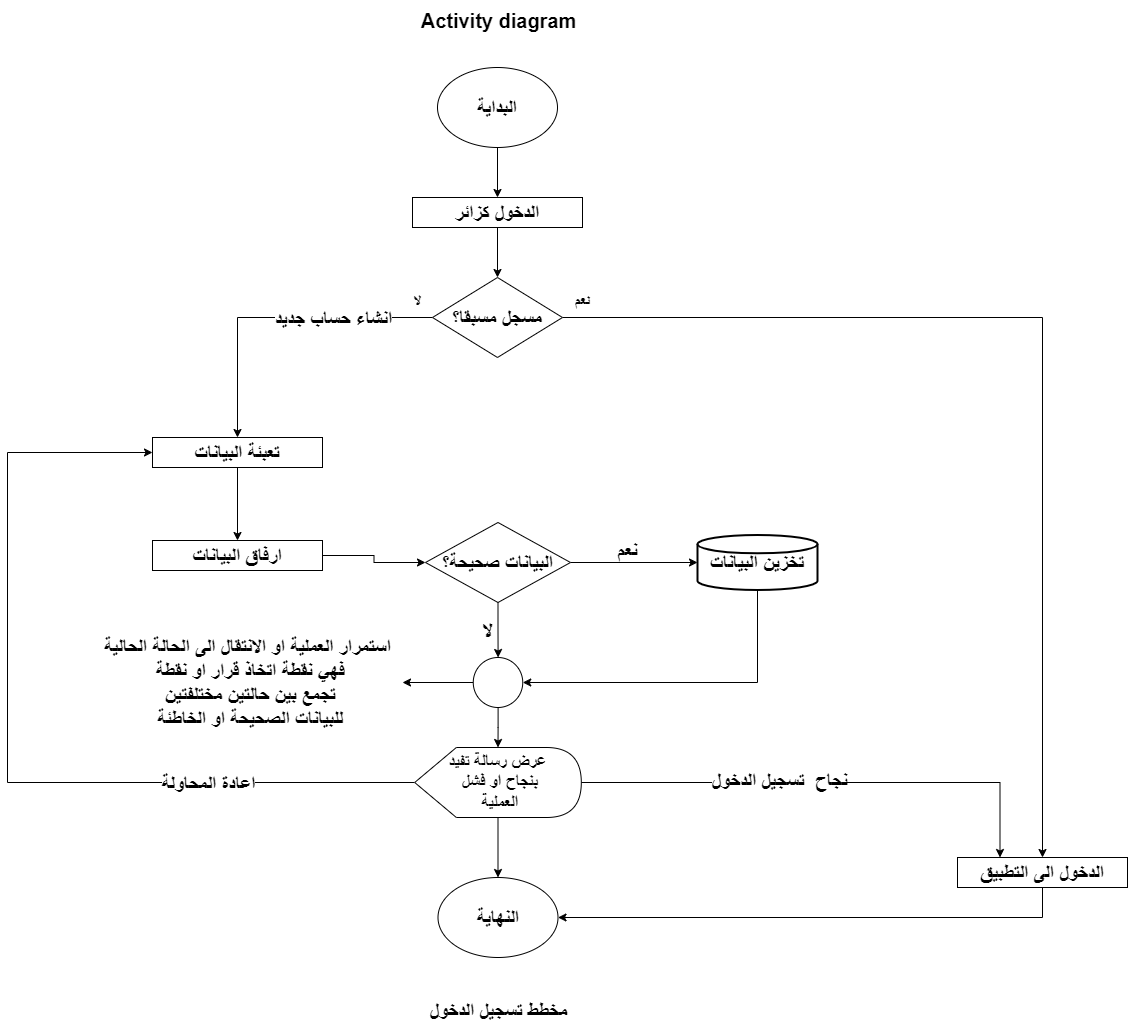 Activity diagram
البداية
الدخول كزائر
نعم
لا
مسجل مسبقا؟
انشاء حساب جديد
تعبئة البيانات
ارفاق البيانات
البيانات صحيحة؟
نعم
تخزين البيانات
لا
استمرار العملية او الانتقال الى الحالة الحالية
فهي نقطة اتخاذ قرار او نقطة
تجمع بين حالتين مختلفتين
للبيانات الصحيحة او الخاطئة
عرض رسالة تفيد
بنجاح او فشل
العملية
نجاح تسجيل الدخول
اعادة المحاولة
الدخول الى التطبيق
النهاية
مخطط تسجيل الدخول